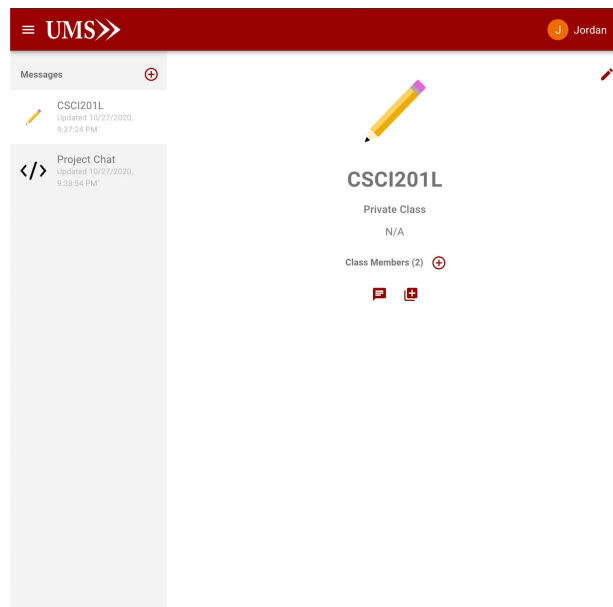 UMS
J Jordan
Messages
CSCI201L
Updated 10/27/2020,
9:37:24 PM`
Project Chat
Updated 10/27/2020,
9:38:54 PM`
CSCI201L
Private Class
N/A
Class Members (2)